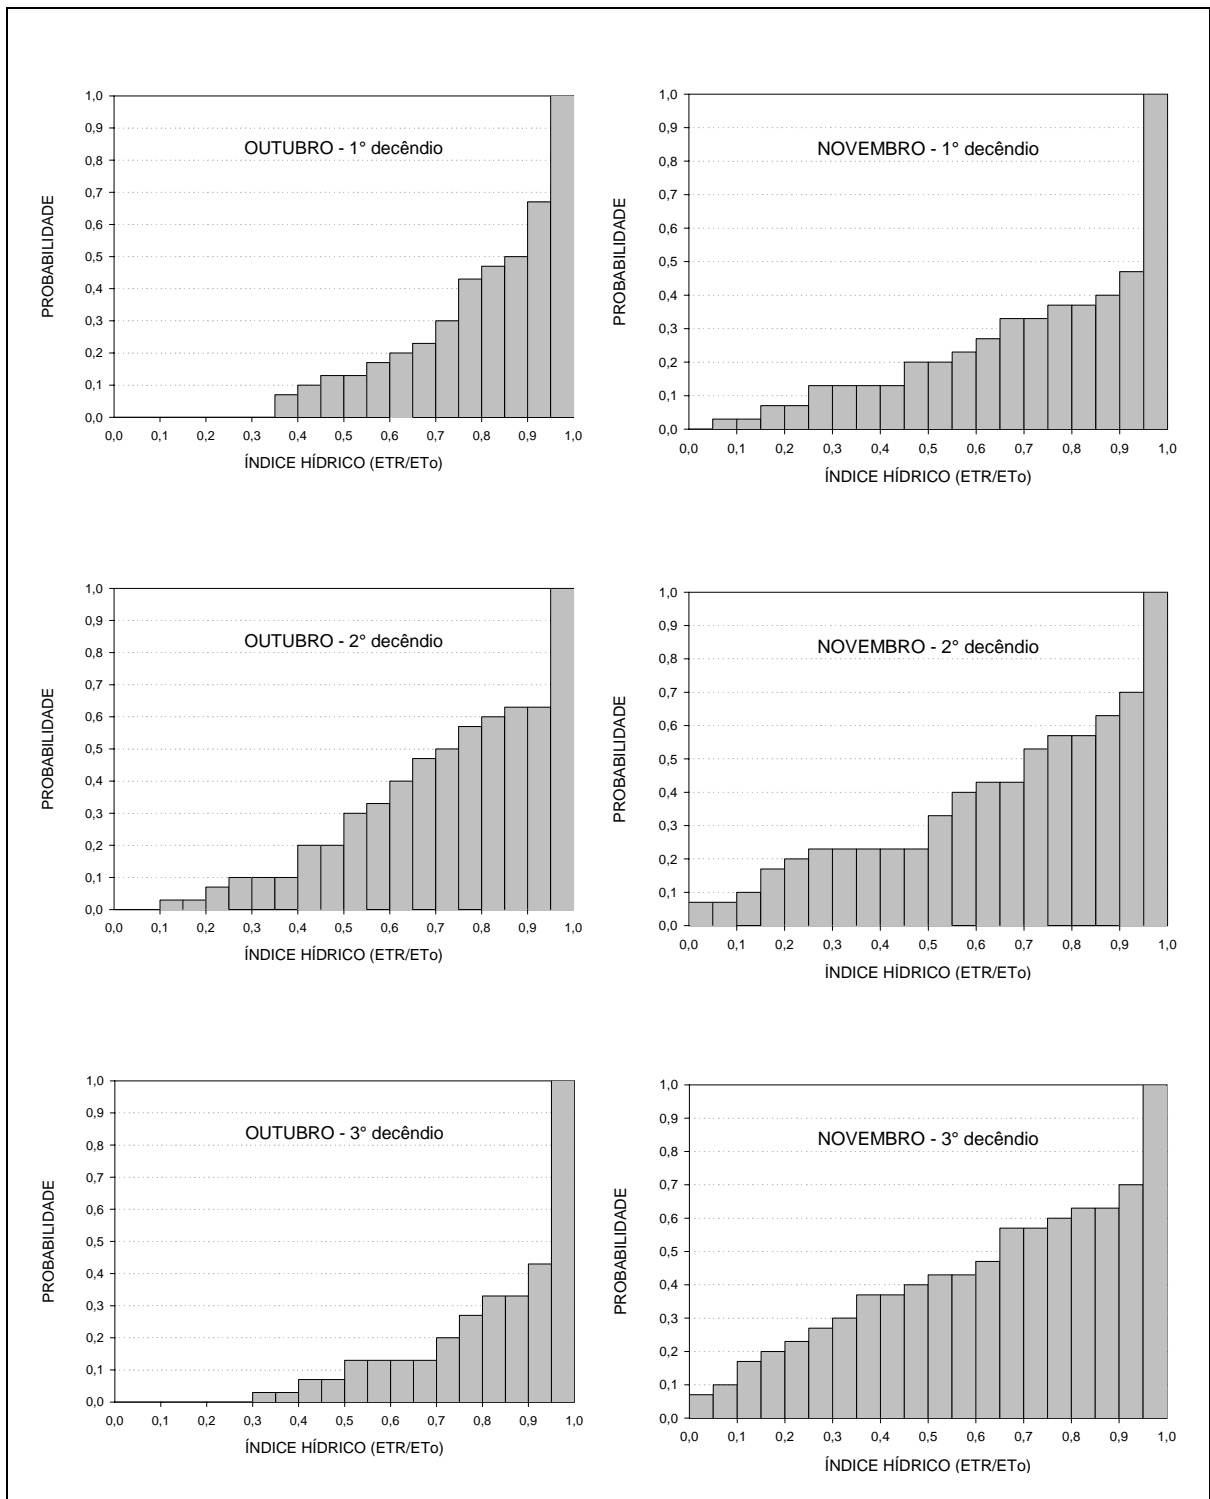 OUTUBRO - 1° decêndio
PROBABILIDADE
1,0
0,9
0,8
0,7
0,6
0,5
0,4
0,3
0,2
0,1
0,0
0,0 0,1 0,2 0,3 0,4 0,5 0,6 0,7 0,8 0,9 1,0
ÍNDICE HÍDRICO (ETR/ETo)
NOVEMBRO - 1° decêndio
PROBABILIDADE
1,0
0,9
0,8
0,7
0,6
0,5
0,4
0,3
0,2
0,1
0,0
0,0 0,1 0,2 0,3 0,4 0,5 0,6 0,7 0,8 0,9 1,0
ÍNDICE HÍDRICO (ETR/ETo)
OUTUBRO - 2° decêndio
PROBABILIDADE
1,0
0,9
0,8
0,7
0,6
0,5
0,4
0,3
0,2
0,1
0,0
0,0 0,1 0,2 0,3 0,4 0,5 0,6 0,7 0,8 0,9 1,0
ÍNDICE HÍDRICO (ETR/ETo)
NOVEMBRO - 2° decêndio
PROBABILIDADE
1,0
0,9
0,8
0,7
0,6
0,5
0,4
0,3
0,2
0,1
0,0
0,0 0,1 0,2 0,3 0,4 0,5 0,6 0,7 0,8 0,9 1,0
ÍNDICE HÍDRICO (ETR/ETo)
OUTUBRO - 3° decêndio
PROBABILIDADE
1,0
0,9
0,8
0,7
0,6
0,5
0,4
0,3
0,2
0,1
0,0
0,0 0,1 0,2 0,3 0,4 0,5 0,6 0,7 0,8 0,9 1,0
ÍNDICE HÍDRICO (ETR/ETo)
NOVEMBRO - 3° decêndio
PROBABILIDADE
1,0
0,9
0,8
0,7
0,6
0,5
0,4
0,3
0,2
0,1
0,0
0,0 0,1 0,2 0,3 0,4 0,5 0,6 0,7 0,8 0,9 1,0
ÍNDICE HÍDRICO (ETR/ETo)